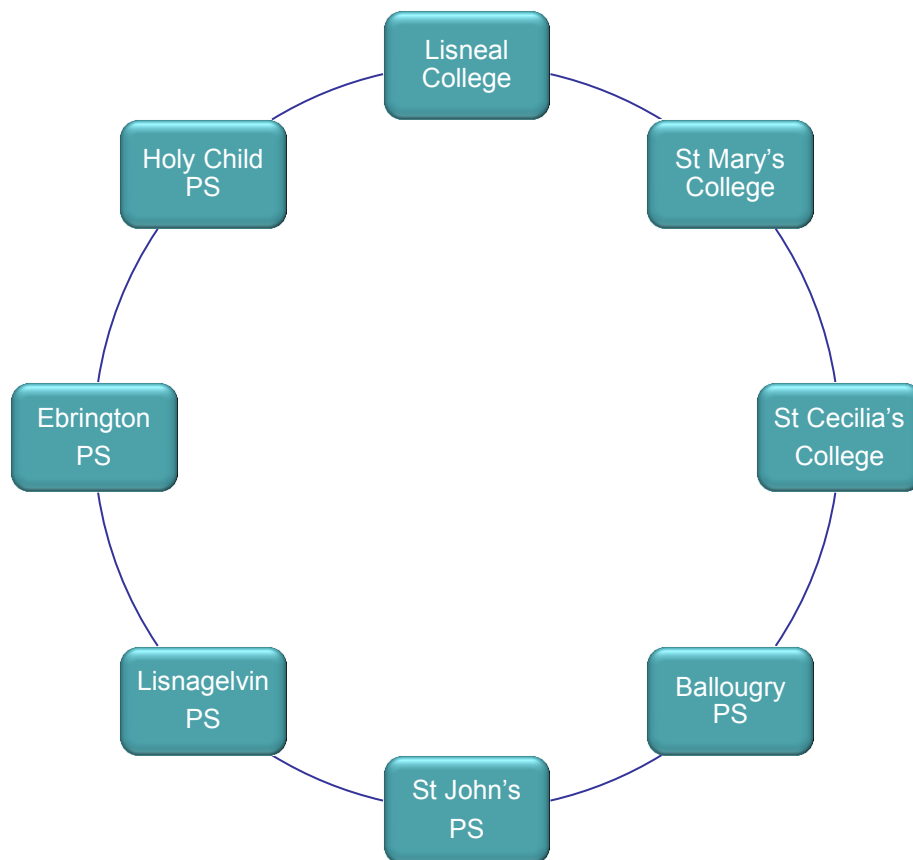 Lisneal
College
St Mary's
College
St Cecilia's
College
Ballougry
PS
St John's
PS
Lisnagelvin
PS
Ebrington
PS
Holy Child
PS